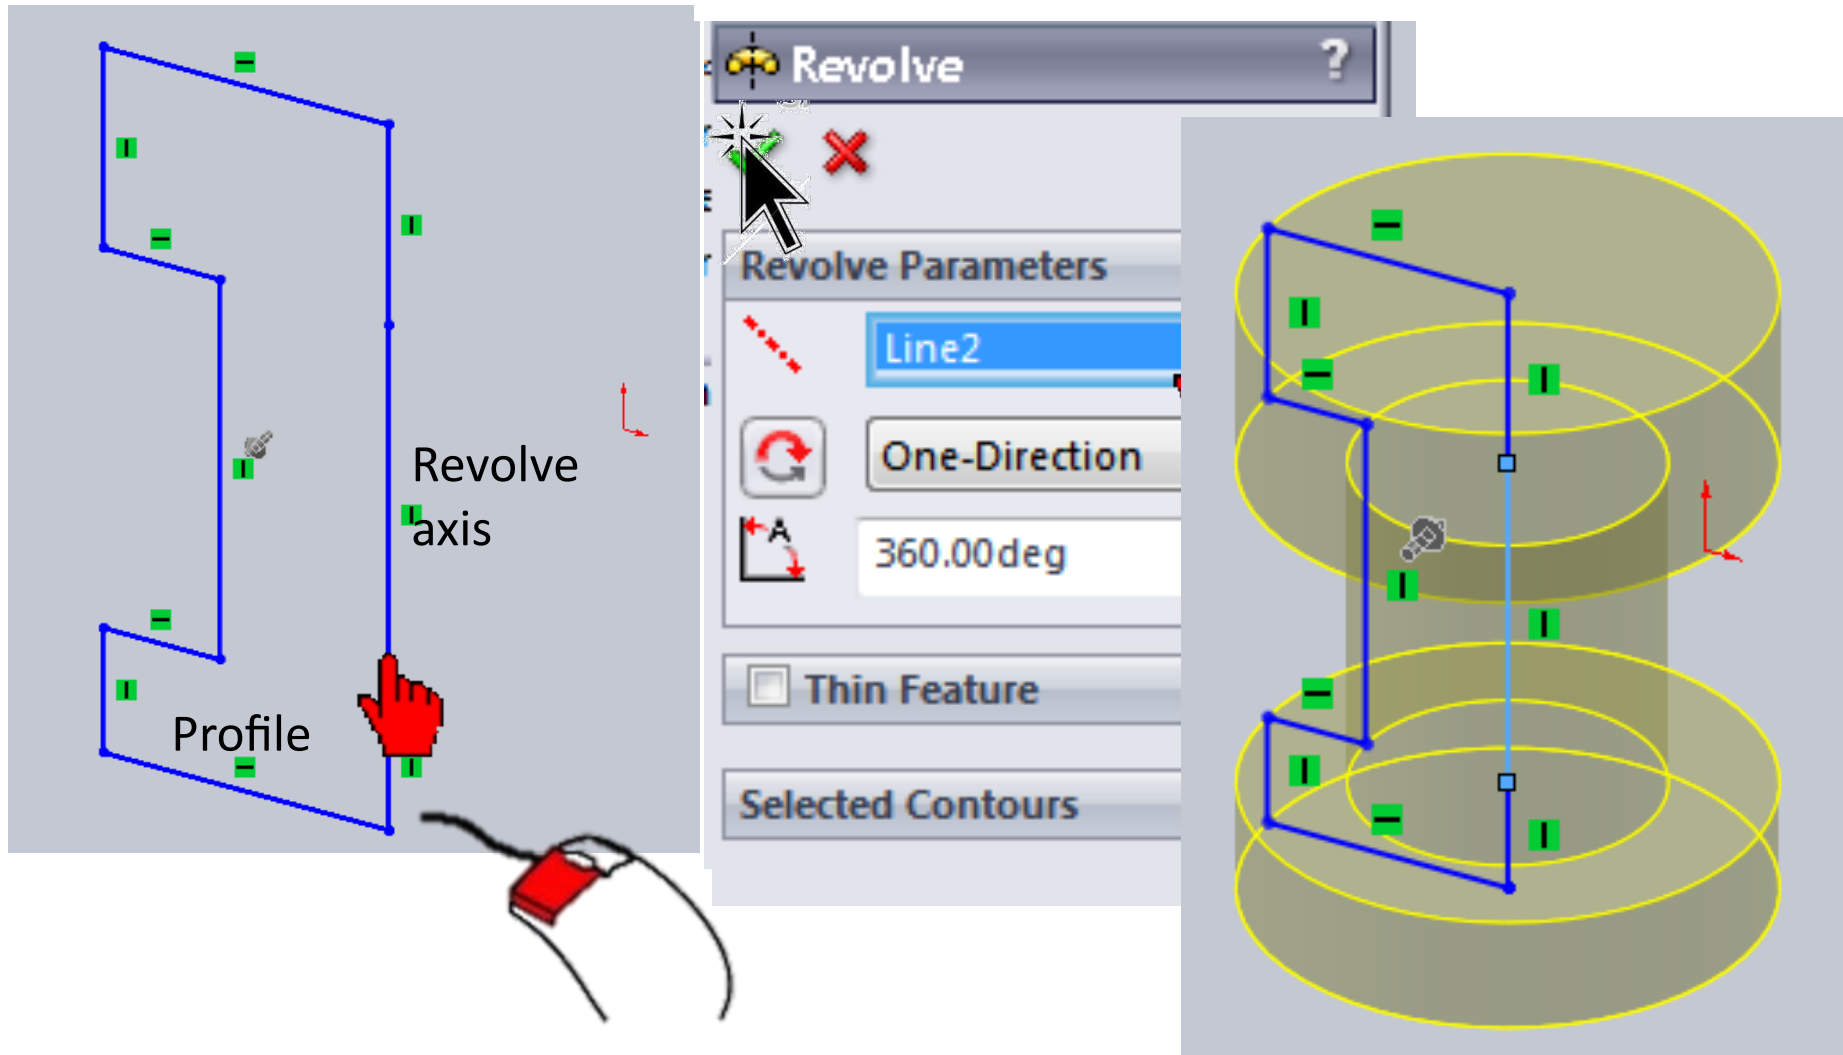 Revolve
axis
Profile
Revolve ?
Revolve Parameters
Line2
One-Direction
A
360.00deg
Thin Feature
Selected Contours